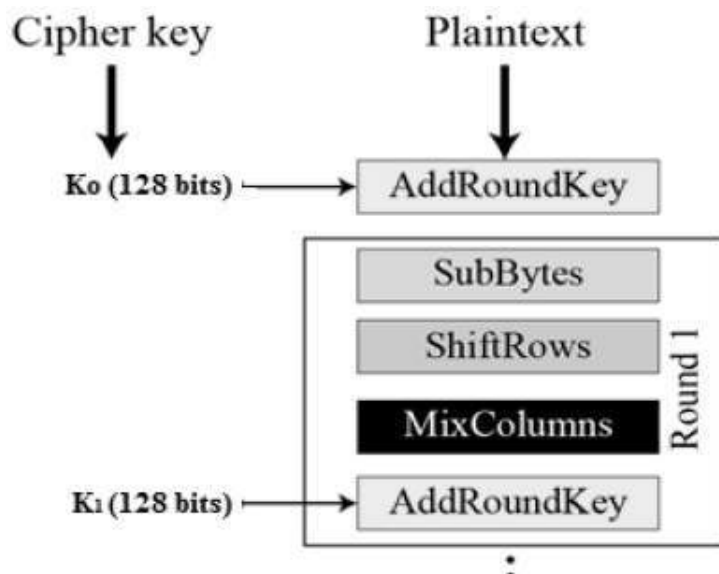 Cipher key
Plaintext
K0 (128 bits)
AddRoundKey
SubBytes
ShiftRows
MixColumns
Round 1
K1 (128 bits)
AddRoundKey